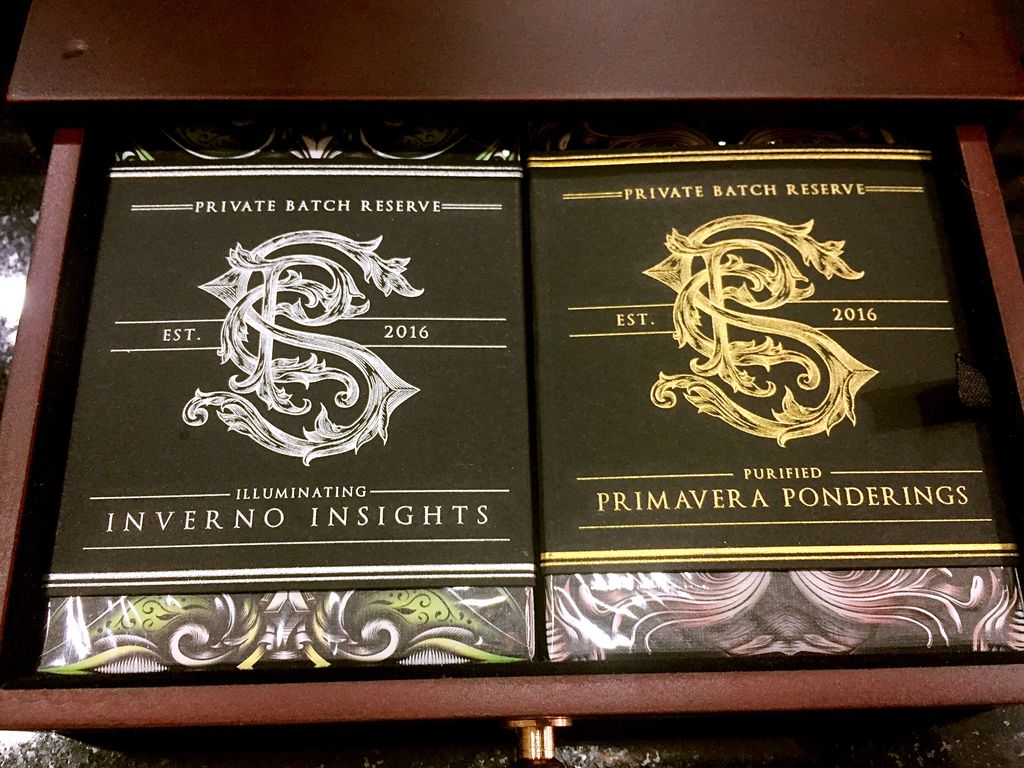 PRIVATE BATCH RESERVE
EST. 2016
ILLUMINATING
INVERNO INSIGHTS
PRIVATE BATCH RESERVE
EST. 2016
PURIFIED
PRIMAVERA PONDERINGS